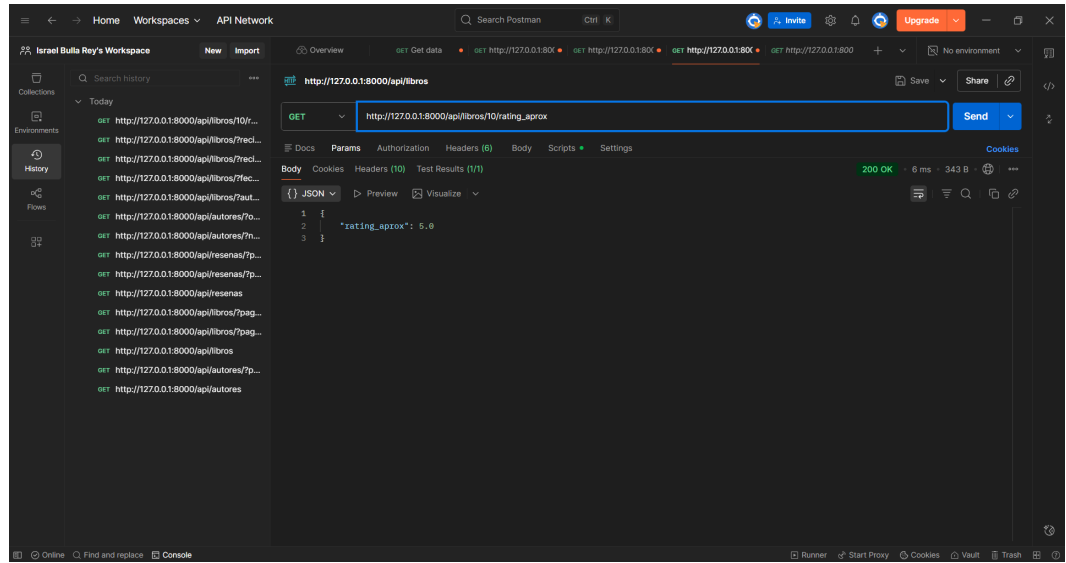 Home Workspaces API Network Search Postman Ctrl K Invite Upgrade
Israel Bulla Rey's Workspace New Import Overview GET Get data GET http://127.0.0.1:80( GET http://127.0.0.1:80( GET http://127.0.0.1:80( GET http://127.0.0.1:800 No environment
Collections
Environments
History
Flows
Search history
Today
GET http://127.0.0.1:8000/api/libros/10/r...
GET http://127.0.0.1:8000/api/libros/?reci...
GET http://127.0.0.1:8000/api/libros/?reci...
GET http://127.0.0.1:8000/api/libros/?fec...
GET http://127.0.0.1:8000/api/libros/?aut...
GET http://127.0.0.1:8000/api/autores/?o...
GET http://127.0.0.1:8000/api/autores/?n...
GET http://127.0.0.1:8000/api/resenas/?p...
GET http://127.0.0.1:8000/api/resenas/?p...
GET http://127.0.0.1:8000/api/resenas
GET http://127.0.0.1:8000/api/libros/?pag...
GET http://127.0.0.1:8000/api/libros/?pag...
GET http://127.0.0.1:8000/api/libros
GET http://127.0.0.1:8000/api/autores/?p...
GET http://127.0.0.1:8000/api/autores
HTTP http://127.0.0.1:8000/api/libros Save Share
GET http://127.0.0.1:8000/api/libros/10/rating_aprox Send
Docs Params Authorization Headers (6) Body Scripts Settings Cookies
Body Cookies Headers (10) Test Results (1/1) 200 OK • 6 ms • 343 B
{} JSON Preview Visualize
1 {
2 "rating_aprox": 5.0
3 }
Online Find and replace Console Runner Start Proxy Cookies Vault Trash